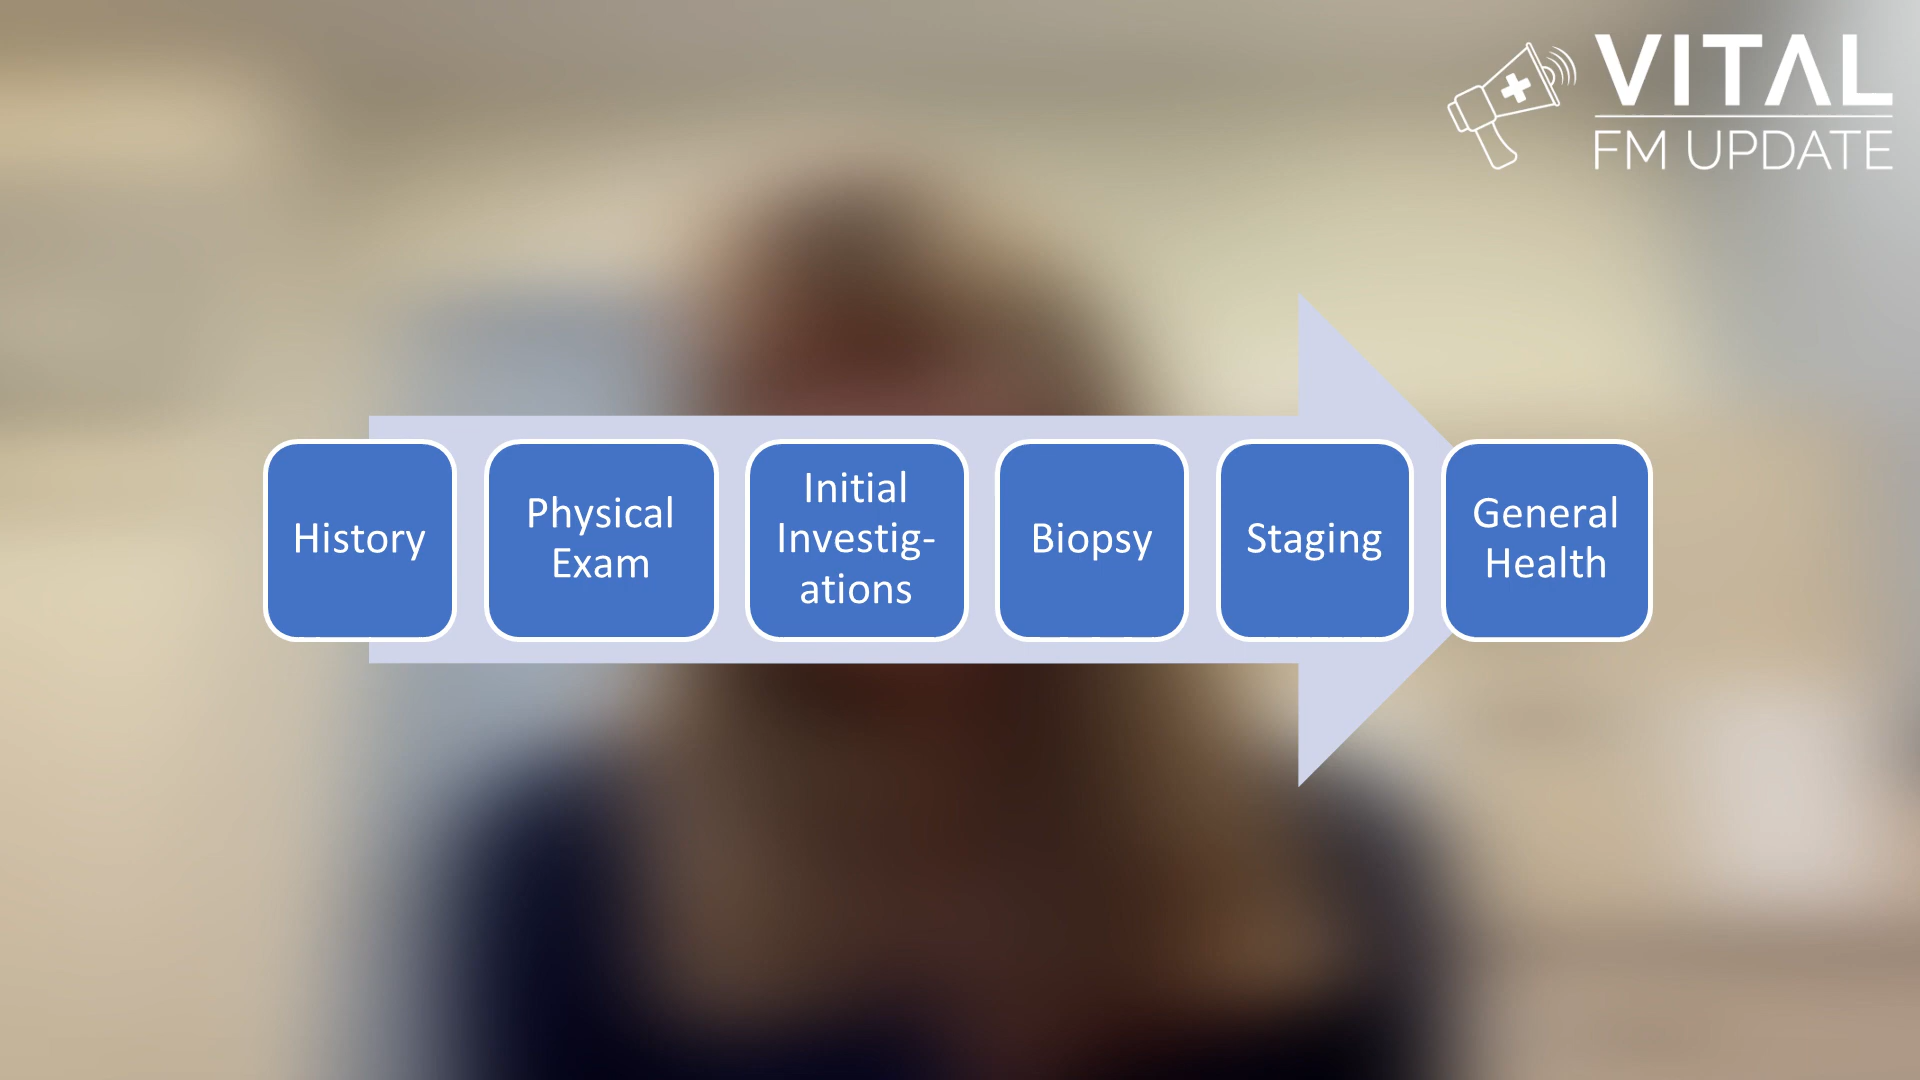 VITAL
FM UPDATE
History
Physical
Exam
Initial
Investig-
ations
Biopsy
Staging
General
Health